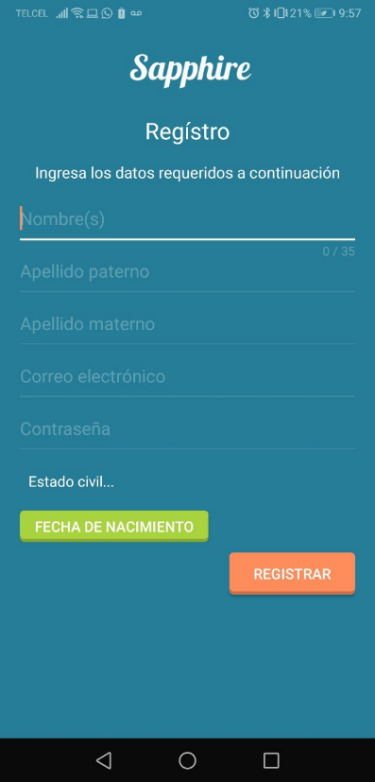 TELCEL 21% 9:57
Sapphire
Regístro
Ingresa los datos requeridos a continuación
Nombre(s)
0 / 35
Apellido paterno
Apellido materno
Correo electrónico
Contraseña
Estado civil...
FECHA DE NACIMIENTO
REGISTRAR